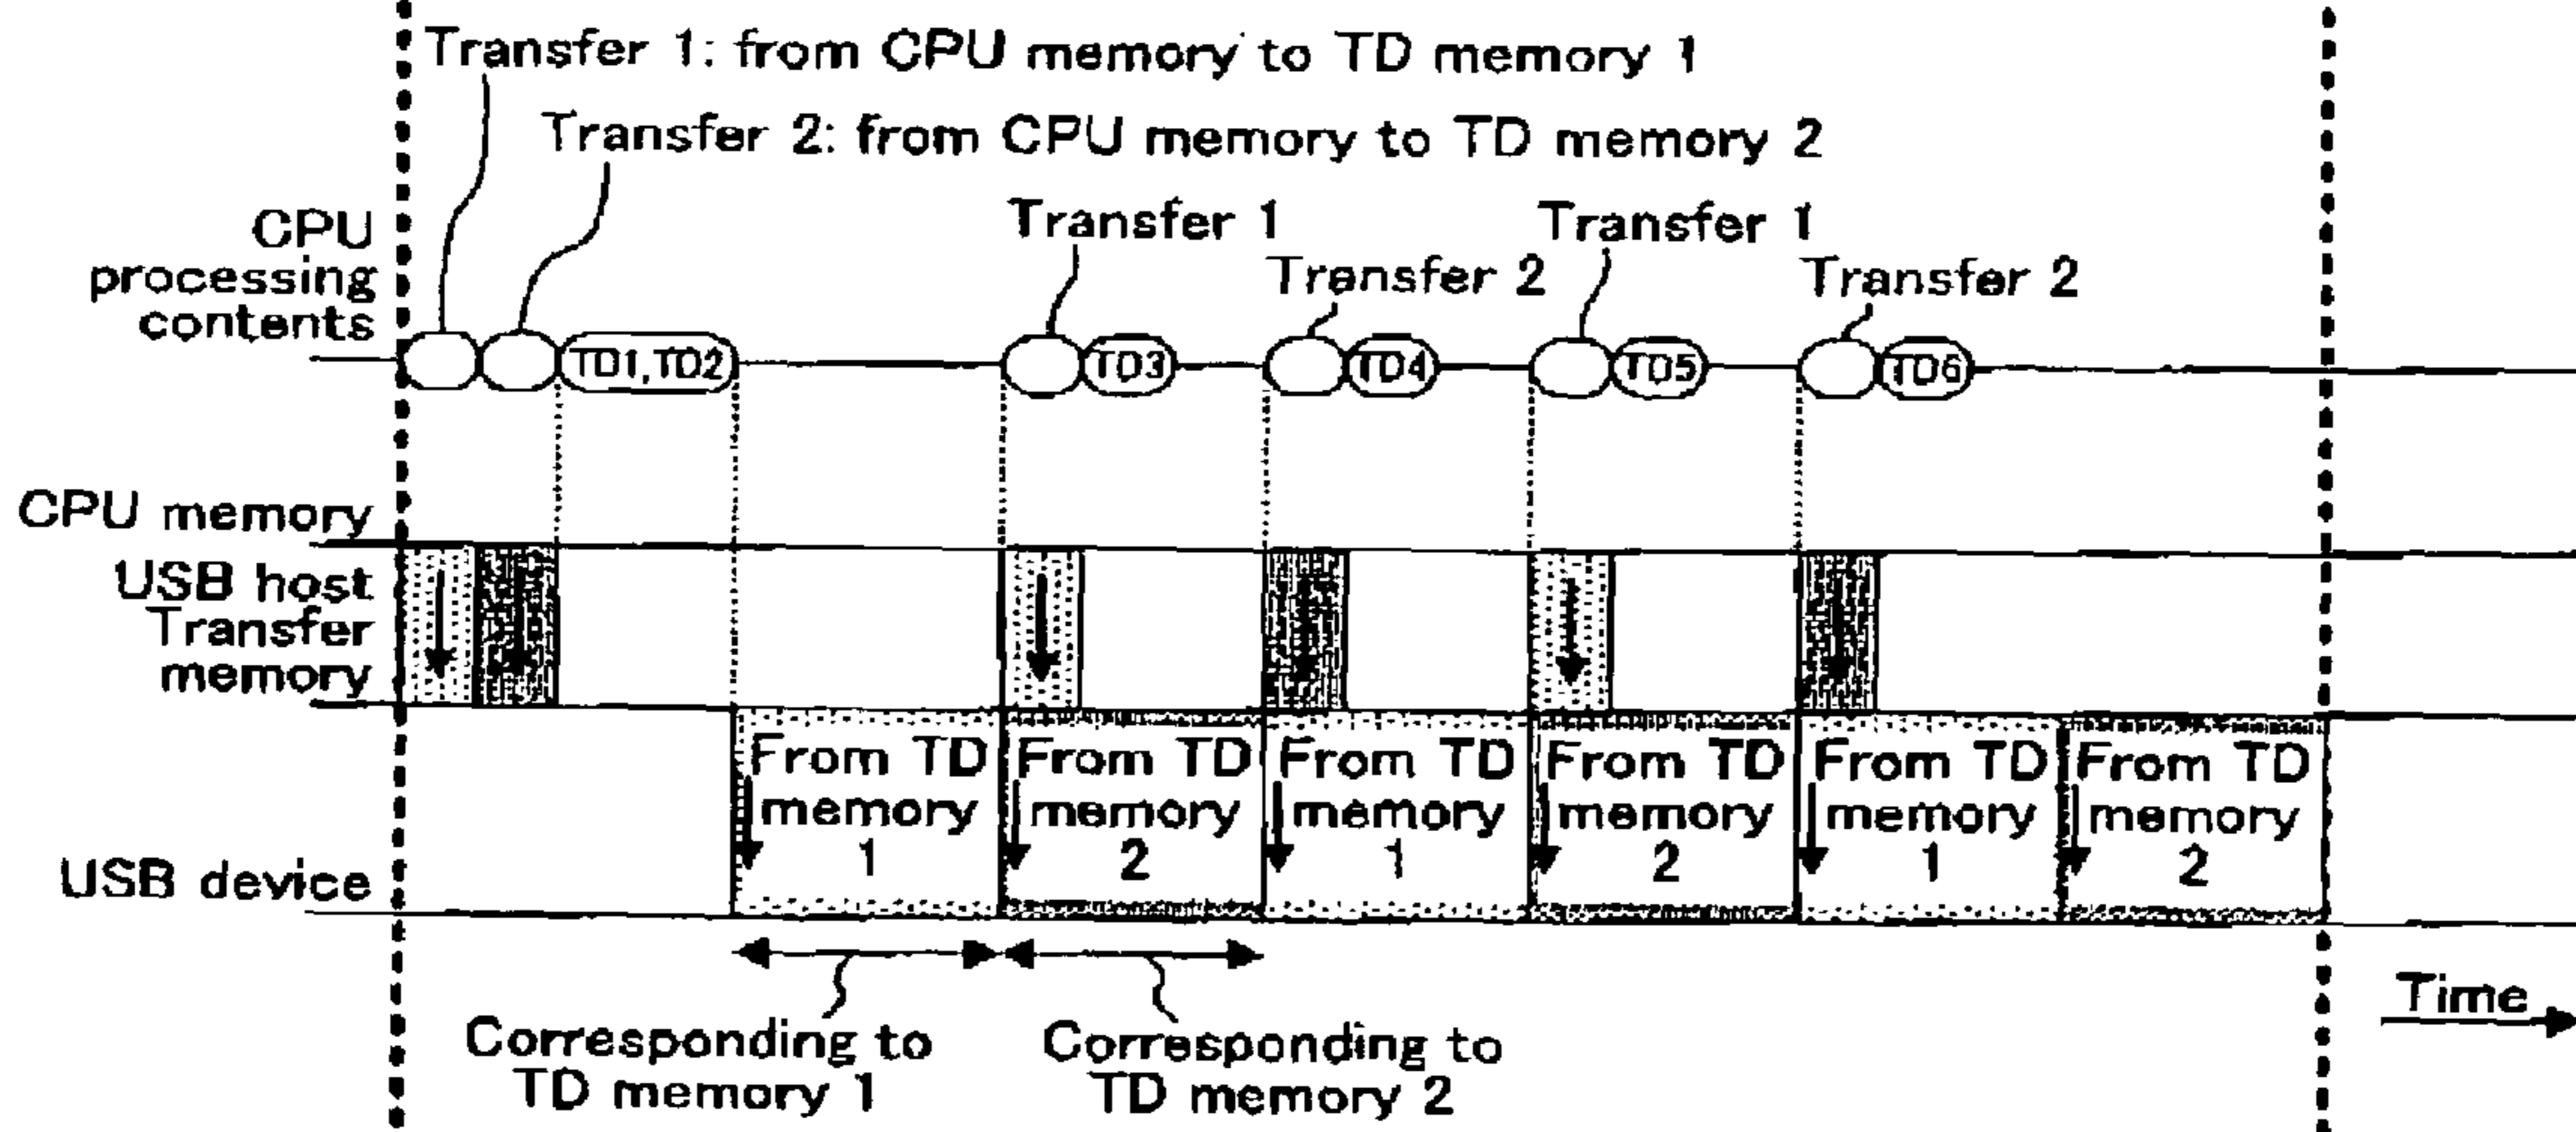 Transfer 1: from CPU memory to TD memory 1
Transfer 2: from CPU memory to TD memory 2
Transfer 1
Transfer 1
Transfer 2
Transfer 2
CPU
processing
contents
TD1,TD2
TD3
TD4
TD5
TD6
CPU memory
USB host
Transfer
memory
From TD
memory
1
From TD
memory
2
From TD
memory
1
From TD
memory
2
From TD
memory
1
From TD
memory
2
USB device
Corresponding to
TD memory 1
Corresponding to
TD memory 2
Time